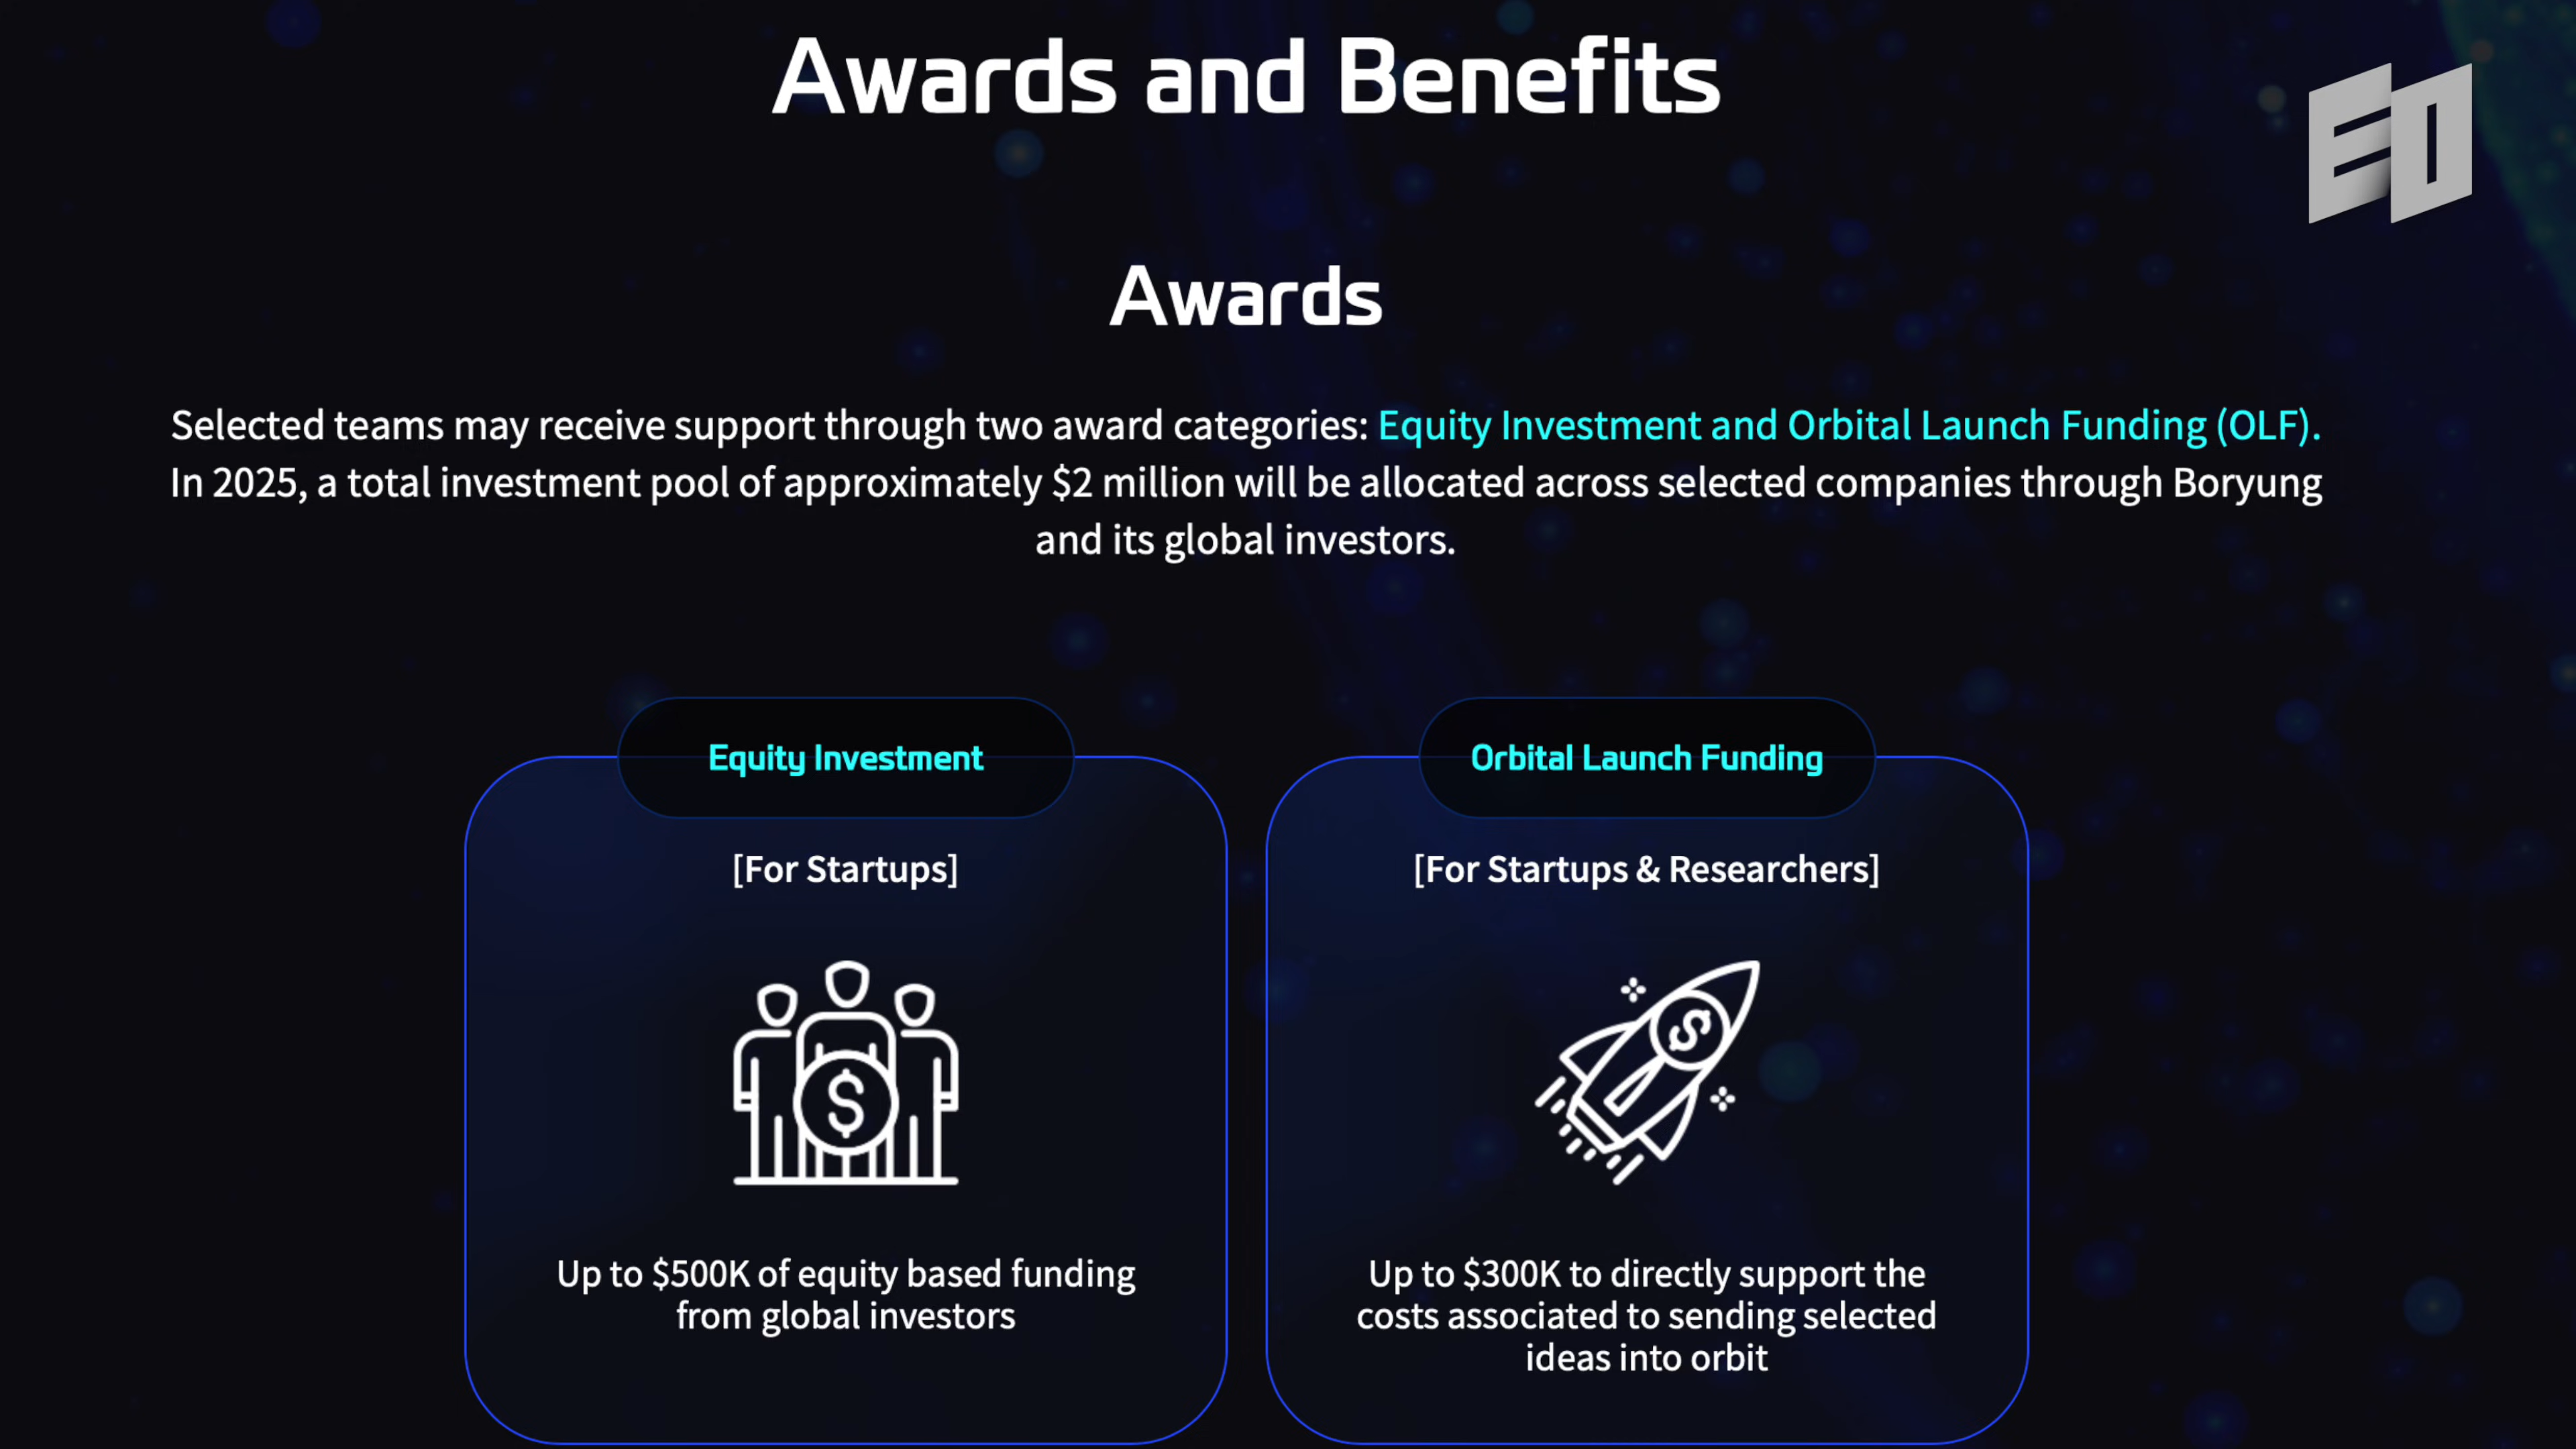 Awards and Benefits
EO
Awards
Selected teams may receive support through two award categories: Equity Investment and Orbital Launch Funding (OLF).
In 2025, a total investment pool of approximately $2 million will be allocated across selected companies through Boryung
and its global investors.
Equity Investment
[For Startups]
$
Up to $500K of equity based funding
from global investors
Orbital Launch Funding
[For Startups & Researchers]
$
Up to $300K to directly support the
costs associated to sending selected
ideas into orbit